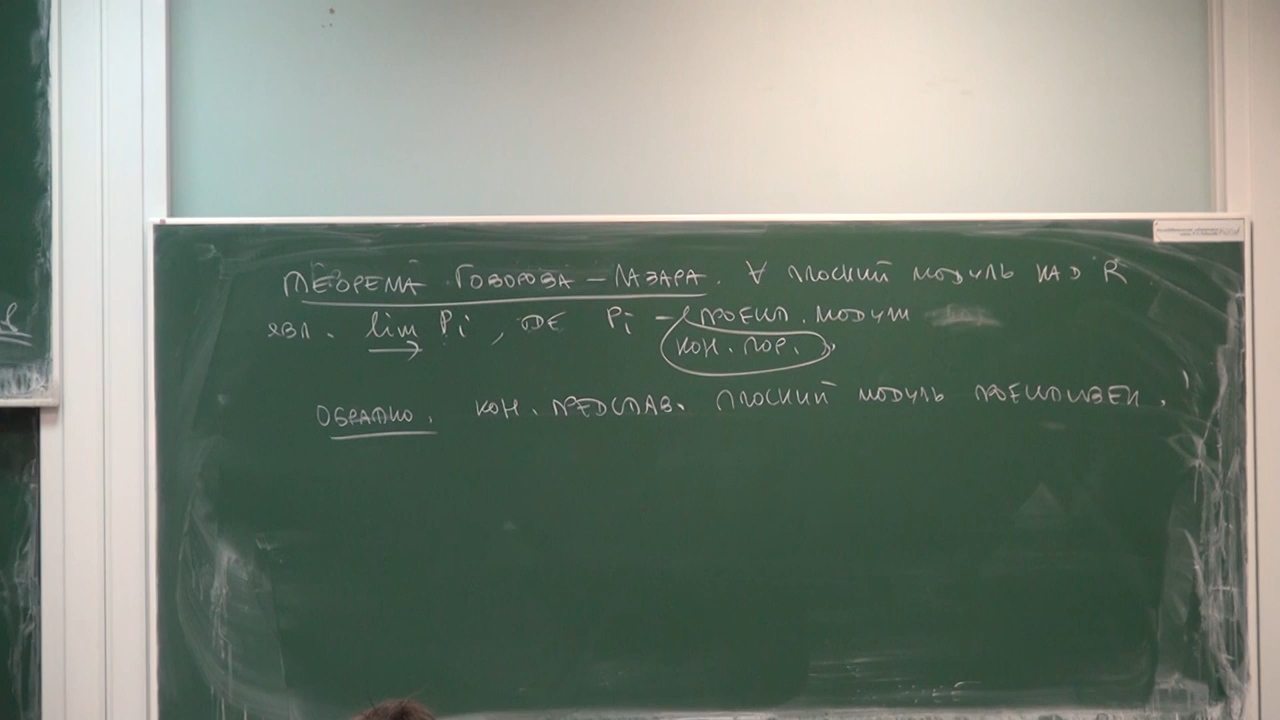 ТЕОРЕМА ГОВОРОВА – ЛАЗАРА. ∀ ПЛОСКИЙ МОДУЛЬ НАД R
ЯВЛ. lim Pi, ГДЕ Pi – ПРОЕКТ. МОДУЛИ
→ КОН. ПОР.
ОБРАТНО. КОН. ПРЕДСТАВ. ПЛОСКИЙ МОДУЛЬ ПРОЕКТИВЕН.